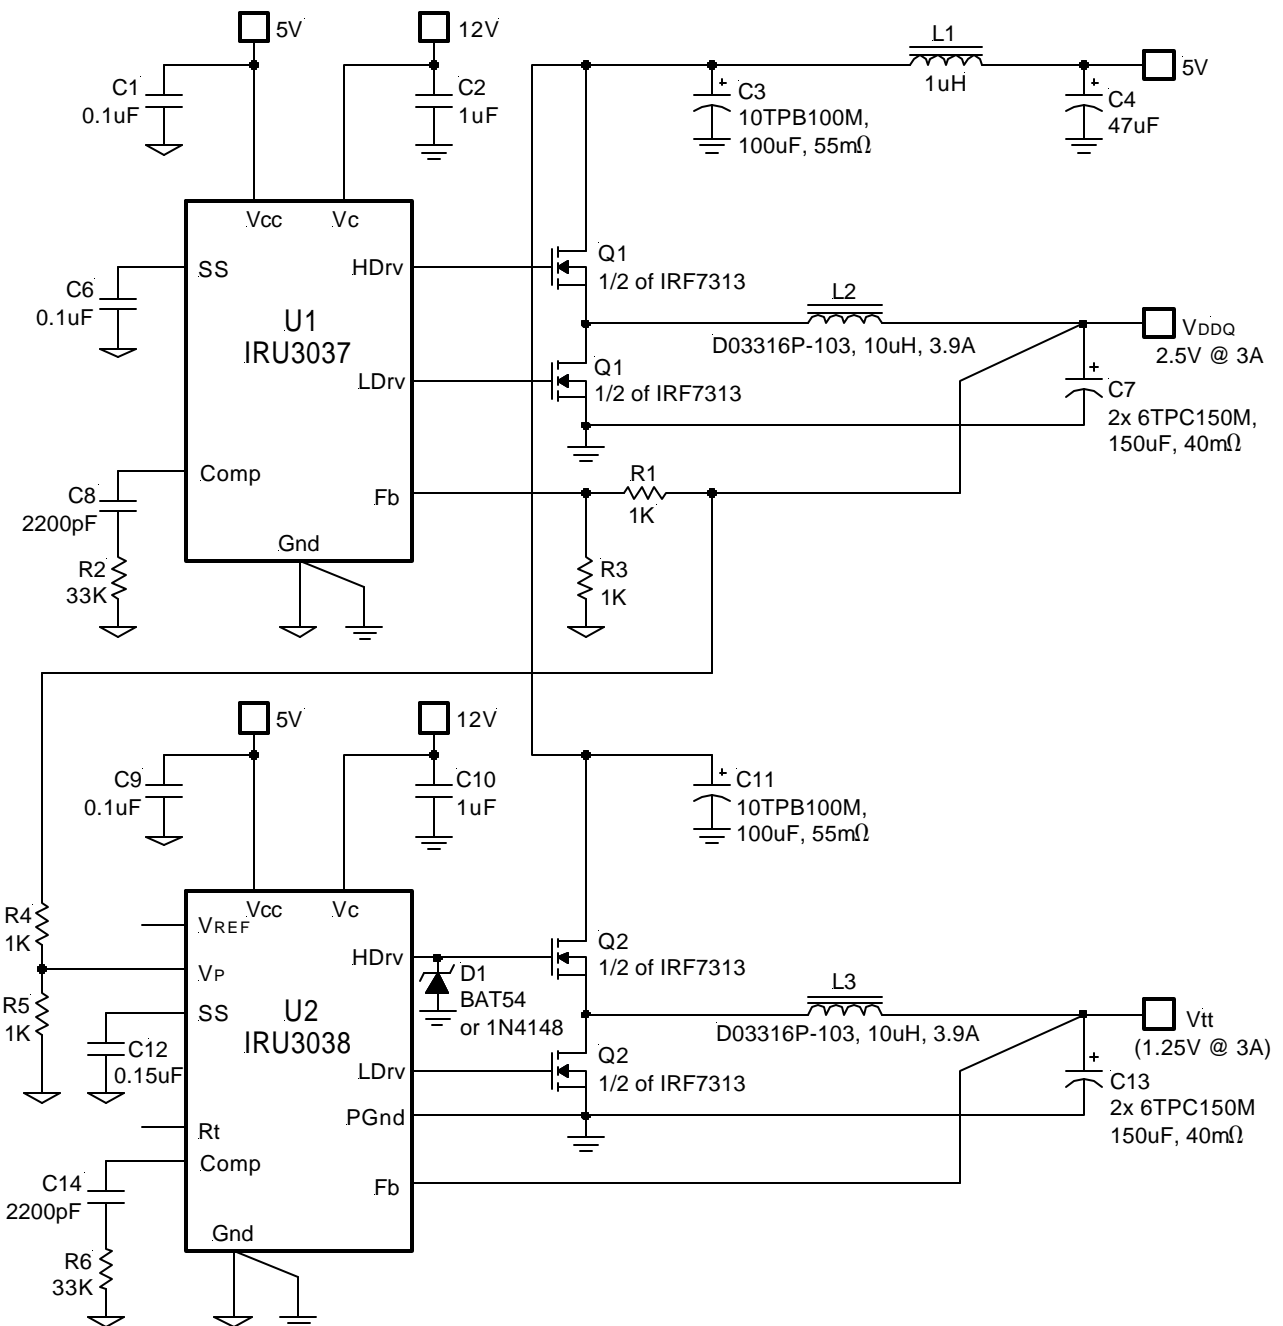 5V
12V
L1
1uH
5V
C1
0.1uF
C2
1uF
+
C3
10TPB100M,
100uF, 55mΩ
+
C4
47uF
Vcc
Vc
SS
HDrv
Q1
1/2 of IRF7313
C6
0.1uF
U1
IRU3037
L2
D03316P-103, 10uH, 3.9A
VDDQ
2.5V @ 3A
LDrv
Q1
1/2 of IRF7313
+
C7
2x 6TPC150M,
150uF, 40mΩ
Comp
C8
2200pF
Fb
R1
1K
Gnd
R2
33K
R3
1K
5V
12V
C9
0.1uF
C10
1uF
+
C11
10TPB100M,
100uF, 55mΩ
Vcc
Vc
R4
1K
VREF
HDrv
Q2
1/2 of IRF7313
VP
D1
BAT54
or 1N4148
R5
1K
SS
U2
IRU3038
L3
D03316P-103, 10uH, 3.9A
Vtt
(1.25V @ 3A)
C12
0.15uF
LDrv
Q2
1/2 of IRF7313
+
C13
2x 6TPC150M
150uF, 40mΩ
PGnd
Rt
Comp
C14
2200pF
Fb
Gnd
R6
33K